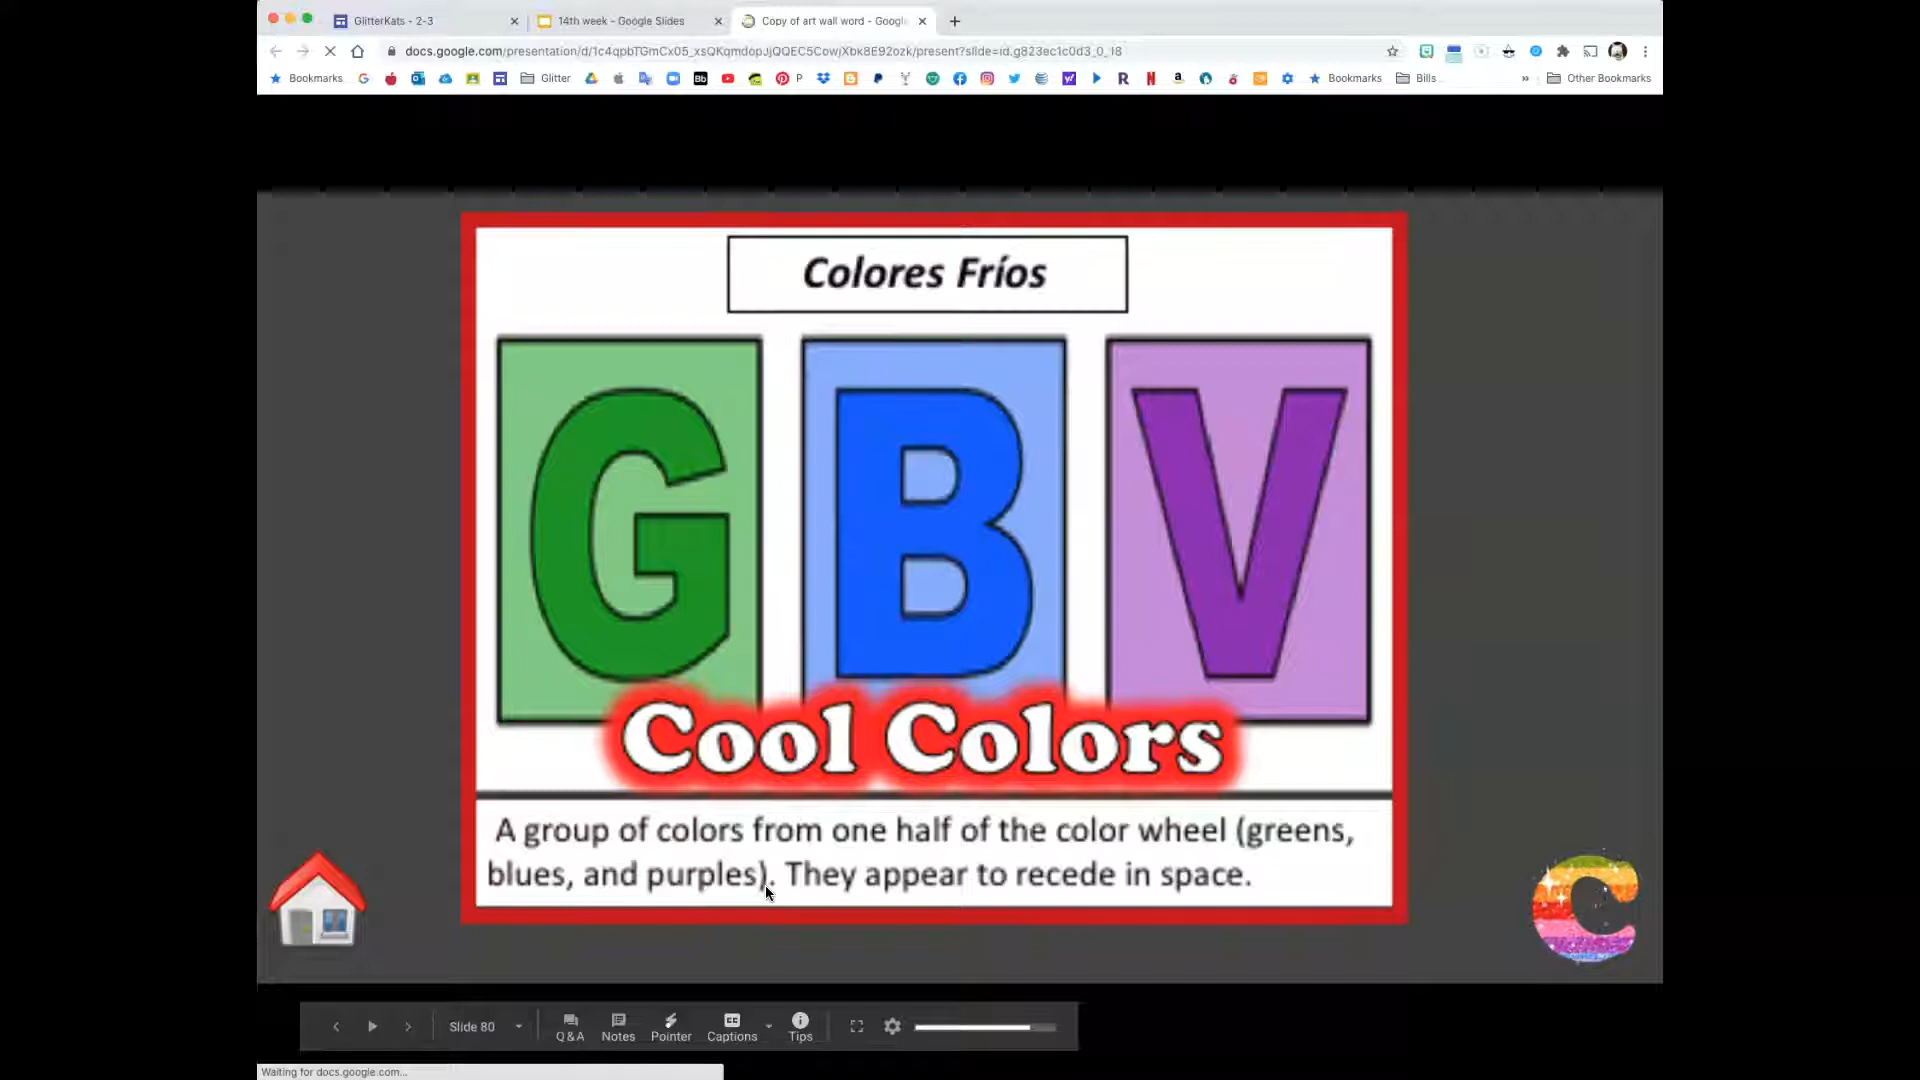 GlitterKats - 2-3
14th week - Google Slides
Copy of art wall word - Google
docs.google.com/presentation/d/1c4qpbTGmCx05_xsQKqmdopJjQQEC5CowjXbk8E92ozk/present?slide=id.g823ec1c0d3_0_18
Bookmarks
Glitter
Bb
P
Bookmarks
Bills
»
Other Bookmarks
Colores Fríos
G B V
Cool Colors
A group of colors from one half of the color wheel (greens,
blues, and purples). They appear to recede in space.
C
Slide 80
Q&A
Notes
Pointer
Captions
Tips
Waiting for docs.google.com...